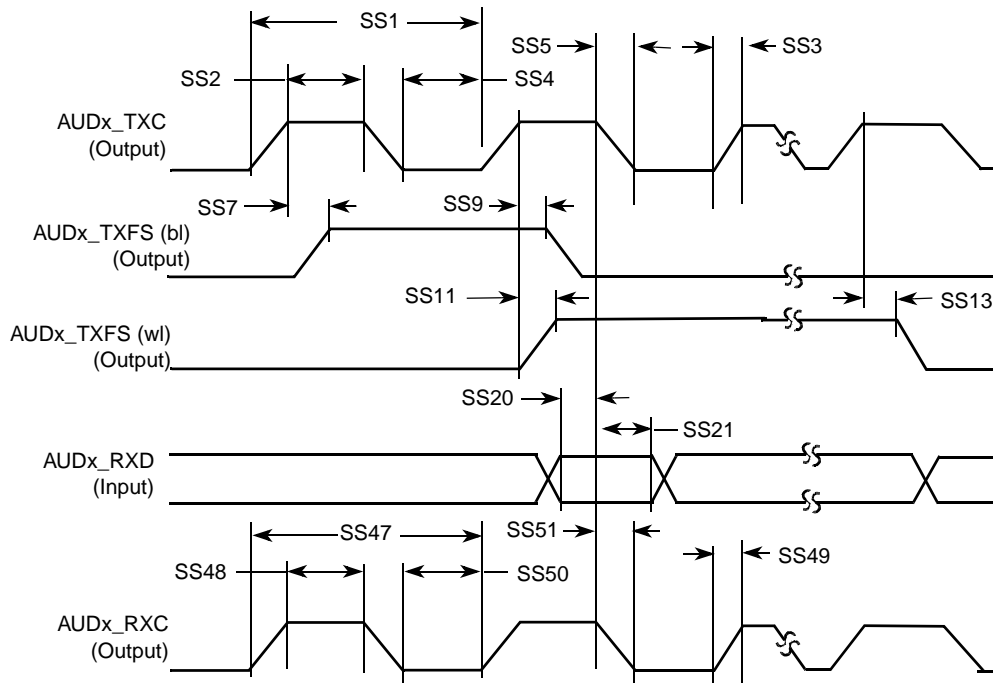 SS1
SS5
SS3
SS2
SS4
AUDx_TXC
(Output)
SS7
SS9
AUDx_TXFS (bl)
(Output)
SS11
SS13
AUDx_TXFS (wl)
(Output)
SS20
SS21
AUDx_RXD
(Input)
SS47
SS51
SS49
SS48
SS50
AUDx_RXC
(Output)